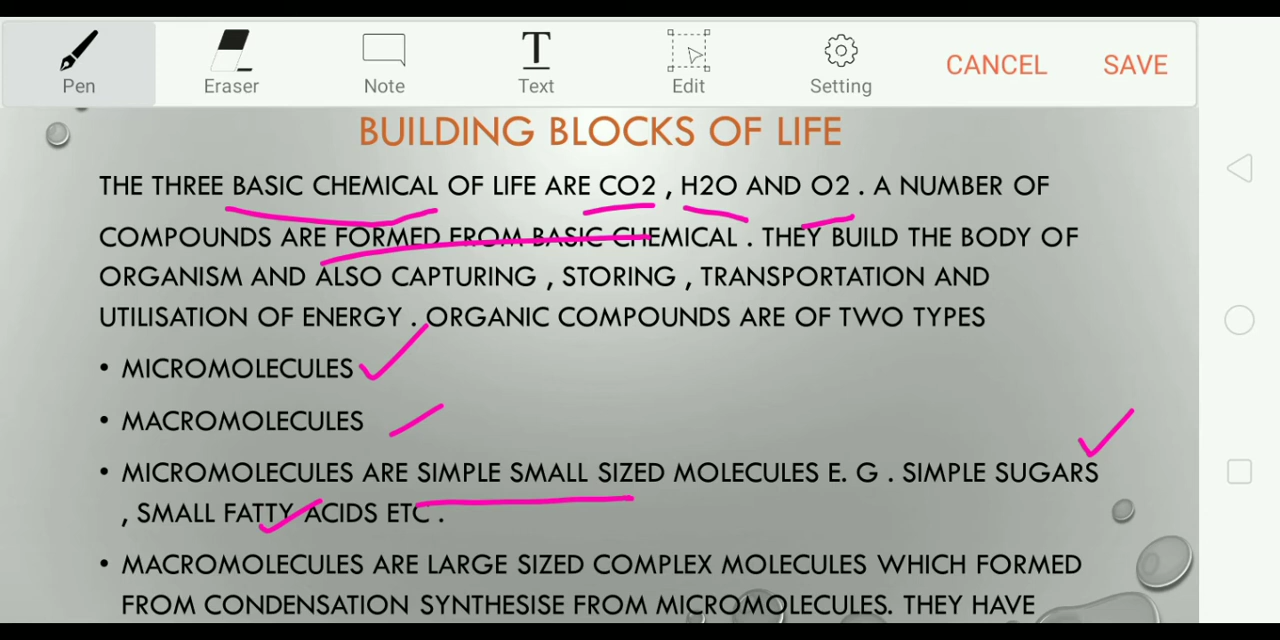 Pen Eraser Note Text Edit Setting CANCEL SAVE
BUILDING BLOCKS OF LIFE
THE THREE BASIC CHEMICAL OF LIFE ARE CO2 , H2O AND O2 . A NUMBER OF
COMPOUNDS ARE FORMED FROM BASIC CHEMICAL . THEY BUILD THE BODY OF
ORGANISM AND ALSO CAPTURING , STORING , TRANSPORTATION AND
UTILISATION OF ENERGY . ORGANIC COMPOUNDS ARE OF TWO TYPES
• MICROMOLECULES
• MACROMOLECULES
• MICROMOLECULES ARE SIMPLE SMALL SIZED MOLECULES E. G . SIMPLE SUGARS
, SMALL FATTY ACIDS ETC .
• MACROMOLECULES ARE LARGE SIZED COMPLEX MOLECULES WHICH FORMED
FROM CONDENSATION SYNTHESISE FROM MICROMOLECULES. THEY HAVE